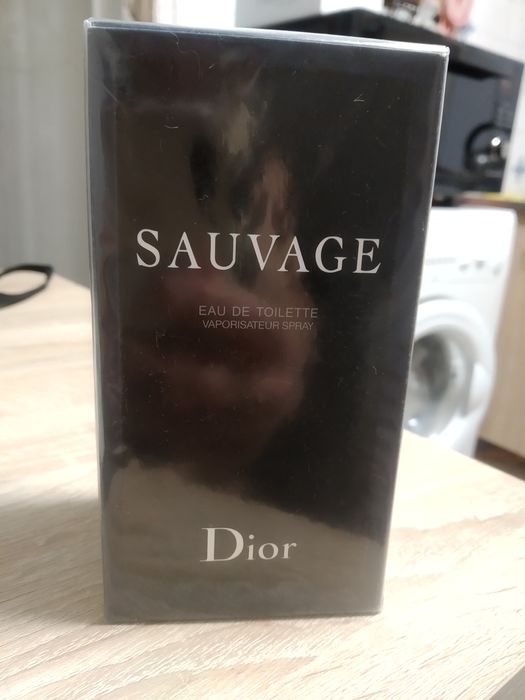 SAUVAGE
EAU DE TOILETTE
VAPORISATEUR SPRAY
Dior